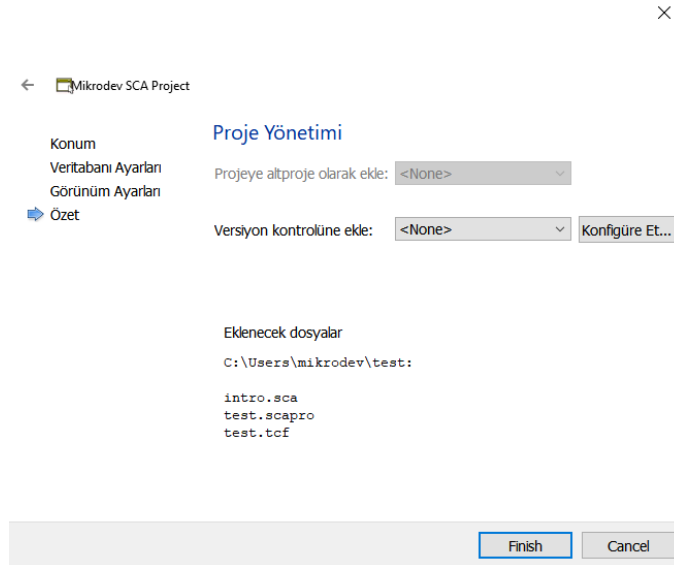 Mikrodev SCA Project
Konum
Veritabanı Ayarları
Görünüm Ayarları
Özet
Proje Yönetimi
Projeye altproje olarak ekle: <None>
Versiyon kontrolüne ekle: <None> Konfigüre Et...
Eklenecek dosyalar
C:\Users\mikrodev\test:
intro.sca
test.scapro
test.tcf
Finish Cancel